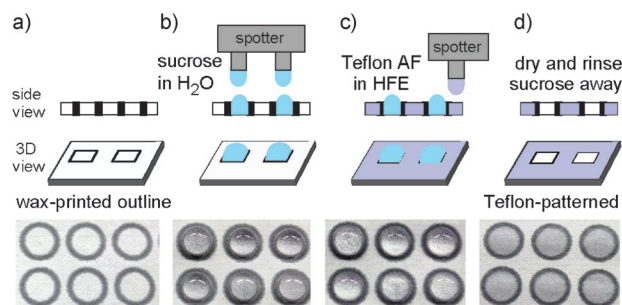 a)
b)
c)
d)
spotter
sucrose
in H₂O
spotter
Teflon AF
in HFE
dry and rinse
sucrose away
side
view
3D
view
wax-printed outline
Teflon-patterned